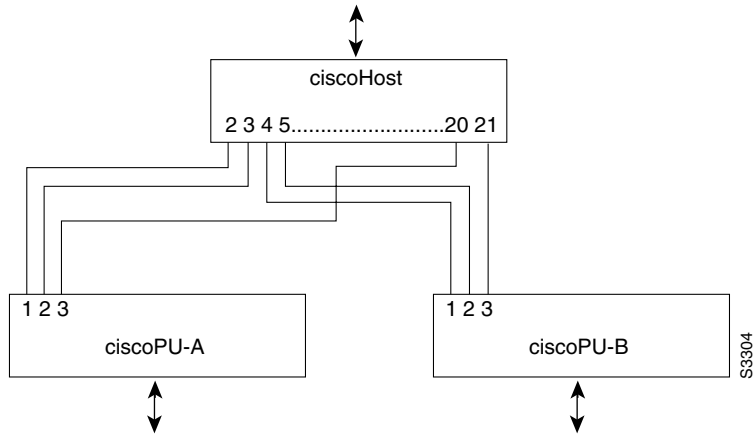 ciscoHost
2 3 4 5..........................20 21
1 2 3
ciscoPU-A
1 2 3
ciscoPU-B
S3304